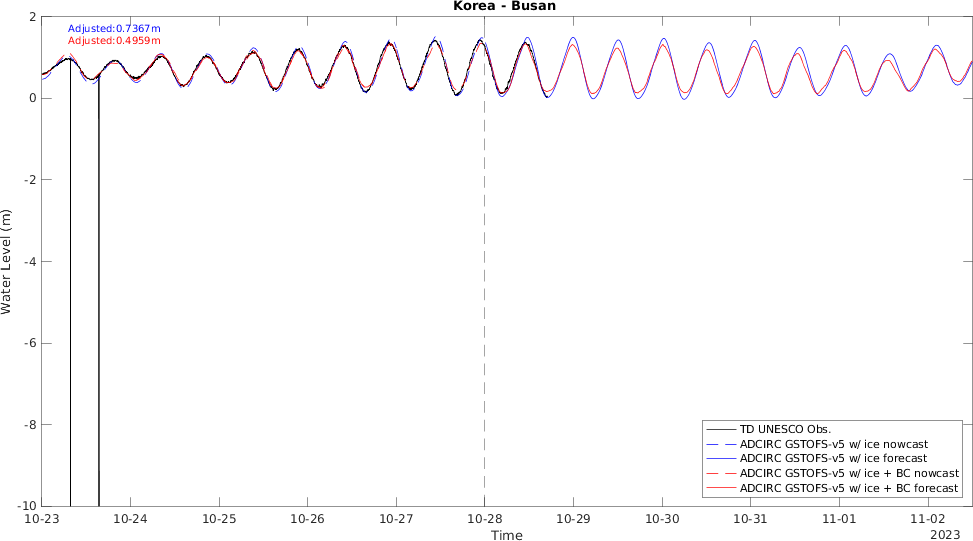 Korea - Busan
Adjusted:0.7367m
Adjusted:0.4959m
2
0
-2
-4
-6
-8
-10
Water Level (m)
10-23 10-24 10-25 10-26 10-27 10-28 10-29 10-30 10-31 11-01 11-02
Time
2023
TD UNESCO Obs.
ADCIRC GSTOFS-v5 w/ ice nowcast
ADCIRC GSTOFS-v5 w/ ice forecast
ADCIRC GSTOFS-v5 w/ ice + BC nowcast
ADCIRC GSTOFS-v5 w/ ice + BC forecast